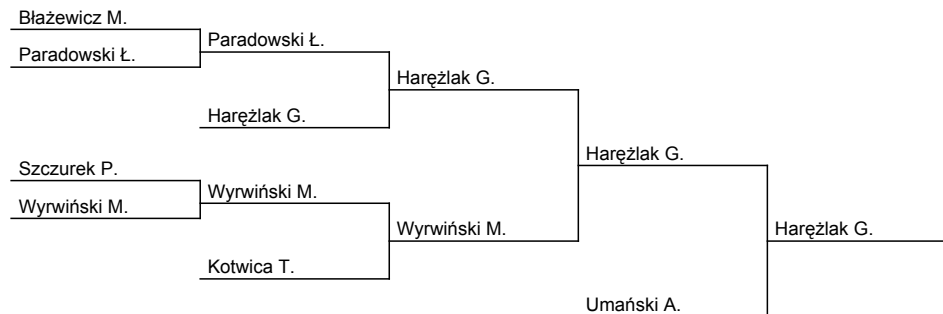 Błażewicz M.
Paradowski Ł.
Paradowski Ł.
Harężlak G.
Harężlak G.
Szczurek P.
Harężlak G.
Wyrwiński M.
Wyrwiński M.
Wyrwiński M.
Harężlak G.
Kotwica T.
Umański A.